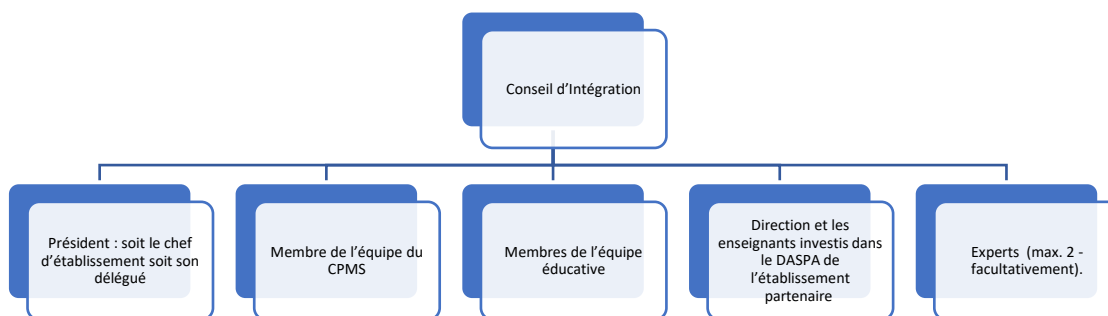 Conseil d'Intégration
Président : soit le chef
d'établissement soit son
délégué
Membre de l'équipe du
CPMS
Membres de l'équipe
éducative
Direction et les
enseignants investis dans
le DASPA de
l'établissement
partenaire
Experts (max. 2 -
facultativement).